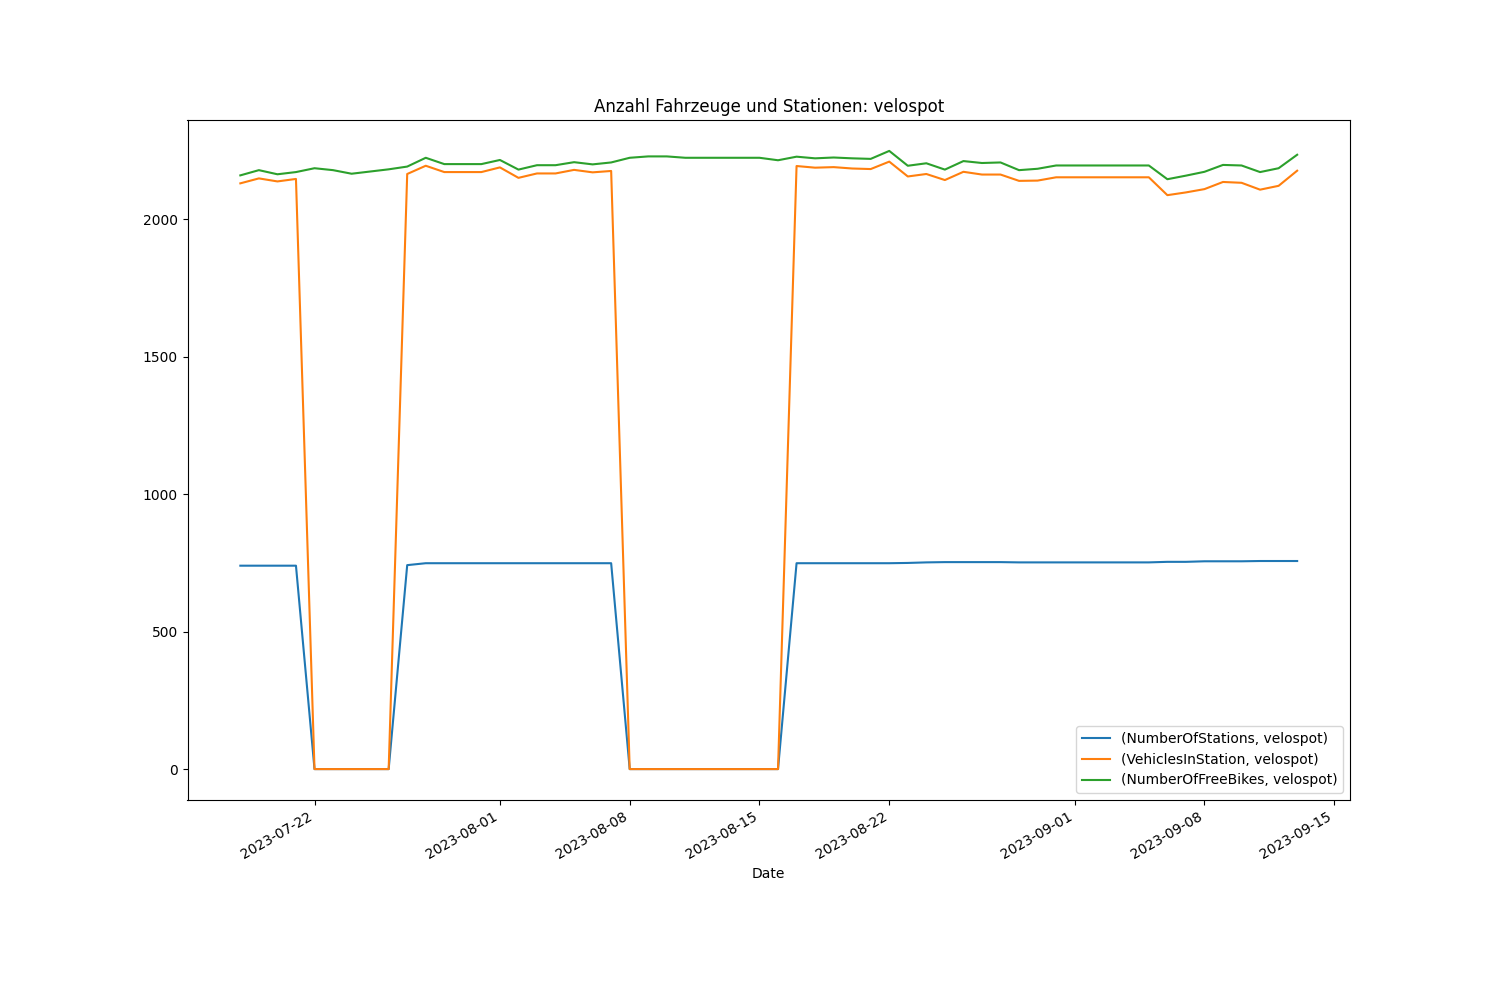 Anzahl Fahrzeuge und Stationen: velospot
2000
1500
1000
500
0
(NumberOfStations, velospot)
(VehiclesInStation, velospot)
(NumberOfFreeBikes, velospot)
2023-07-22
2023-08-01
2023-08-08
2023-08-15
2023-08-22
2023-09-01
2023-09-08
2023-09-15
Date